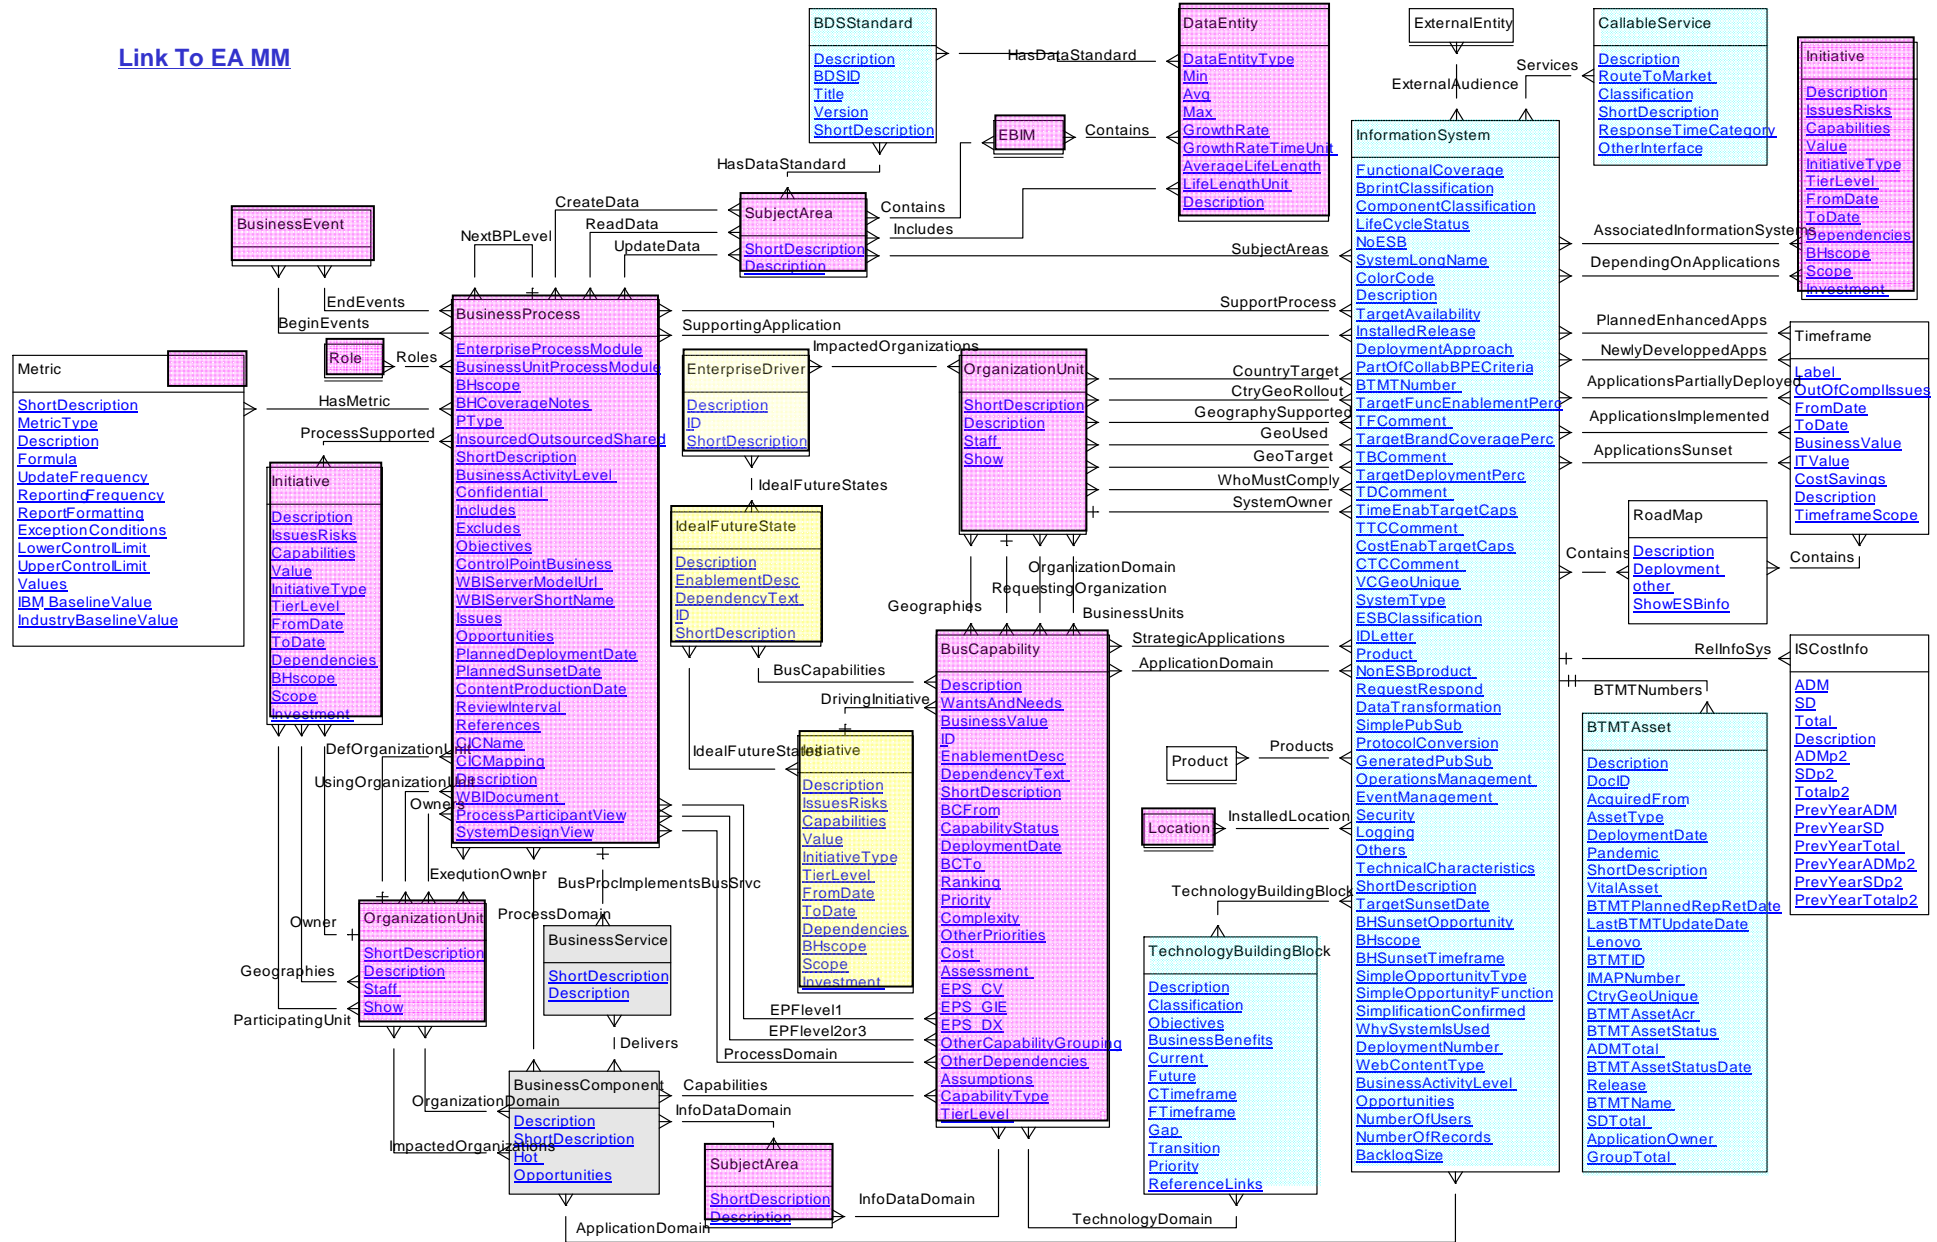 Link To EA MM
BDSStandard
Description
BDSID
Title
Version
ShortDescription
HasDataStandard
DataEntity
DataEntityType
Min
Avg
Max
GrowthRate
GrowthRateTimeUnit
AverageLifeLength
LifeLengthUnit
Description
ExternalEntity
ExternalAudience
Services
CallableService
Description
RouteToMarket
Classification
ShortDescription
ResponseTimeCategory
OtherInterface
Initiative
Description
IssuesRisks
Capabilities
Value
InitiativeType
TierLevel
FromDate
ToDate
Dependencies
BHscope
Scope
Investment
EBIM
Contains
HasDataStandard
SubjectArea
ShortDescription
Description
Contains
Includes
CreateData
ReadData
UpdateData
NextBPLevel
BusinessEvent
EndEvents
BeginEvents
SubjectAreas
SupportProcess
SupportingApplication
AssociatedInformationSystems
DependingOnApplications
Role
Roles
Metric
ShortDescription
MetricType
Description
Formula
UpdateFrequency
ReportingFrequency
ReportFormatting
ExceptionConditions
LowerControlLimit
UpperControlLimit
Values
IBM_BaselineValue
IndustryBaselineValue
HasMetric
ProcessSupported
Initiative
Description
IssuesRisks
Capabilities
Value
InitiativeType
TierLevel
FromDate
ToDate
Dependencies
BHscope
Scope
Investment
BusinessProcess
EnterpriseProcessModule
BusinessUnitProcessModule
BHscope
BHCoverageNotes
PType
InsourcedOutsourcedShared
ShortDescription
BusinessActivityLevel
Confidential
Includes
Excludes
Objectives
ControlPointBusiness
WBIServerModelUrl
WBIServerShortName
Issues
Opportunities
PlannedDeploymentDate
PlannedSunsetDate
ContentProductionDate
ReviewInterval
References
CICName
CICMapping
Description
WBIDocument
ProcessParticipantView
SystemDesignView
EnterpriseDriver
Description
ID
ShortDescription
ImpactedOrganizations
IdealFutureStates
IdealFutureState
Description
EnablementDesc
DependencyText
ID
ShortDescription
OrganizationUnit
ShortDescription
Description
Staff
Show
CountryTarget
CtryGeoRollout
GeographySupported
GeoUsed
GeoTarget
WhoMustComply
SystemOwner
OrganizationDomain
RequestingOrganization
Geographies
BusinessUnits
StrategicApplications
ApplicationDomain
BusCapabilities
DrivingInitiative
IdealFutureStates
Initiative
Description
IssuesRisks
Capabilities
Value
InitiativeType
TierLevel
FromDate
ToDate
Dependencies
BHscope
Scope
Investment
BusCapability
Description
WantsAndNeeds
BusinessValue
ID
EnablementDesc
DependencyText
ShortDescription
BCFrom
CapabilityStatus
DeploymentDate
BCTo
Ranking
Priority
Complexity
OtherPriorities
Cost
Assessment
EPS_CV
EPS_GIE
EPS_DX
OtherCapabilityGrouping
OtherDependencies
Assumptions
CapabilityType
TierLevel
InformationSystem
FunctionalCoverage
BprintClassification
ComponentClassification
LifeCycleStatus
NoESB
SystemLongName
ColorCode
Description
TargetAvailability
InstalledRelease
DeploymentApproach
PartOfCollabBPECriteria
BTMTNumber
TargetFuncEnablementPerc
TFComment
TargetBrandCoveragePerc
TBComment
TargetDeploymentPerc
TDComment
TimeEnabTargetCaps
TTCComment
CostEnabTargetCaps
CTCComment
VCGeoUnique
SystemType
ESBClassification
IDLetter
Product
NonESBproduct
RequestRespond
DataTransformation
SimplePubSub
ProtocolConversion
GeneratedPubSub
OperationsManagement
EventManagement
Security
Logging
Others
TechnicalCharacteristics
ShortDescription
TargetSunsetDate
BHSunsetOpportunity
BHscope
BHSunsetTimeframe
SimpleOpportunityType
SimpleOpportunityFunction
SimplificationConfirmed
WhySystemIsUsed
DeploymentNumber
WebContentType
BusinessActivityLevel
Opportunities
NumberOfUsers
NumberOfRecords
BacklogSize
PlannedEnhancedApps
NewlyDeveloppedApps
ApplicationsPartiallyDeployed
ApplicationsImplemented
ApplicationsSunset
Timeframe
Label
OutOfComplIssues
FromDate
ToDate
BusinessValue
ITValue
CostSavings
Description
TimeframeScope
Contains
RoadMap
Description
Deployment
other
ShowESBinfo
Contains
RelInfoSys
ISCostInfo
ADM
SD
Total
Description
ADMp2
SDp2
Totalp2
PrevYearADM
PrevYearSD
PrevYearTotal
PrevYearADMp2
PrevYearSDp2
PrevYearTotalp2
BTMTNumbers
BTMTAsset
Description
DocID
AcquiredFrom
AssetType
DeploymentDate
Pandemic
ShortDescription
VitalAsset
BTMTPlannedRepRetDate
LastBTMTUpdateDate
Lenovo
BTMTID
IMAPNumber
CtryGeoUnique
BTMTAssetAcr
BTMTAssetStatus
ADMTotal
BTMTAssetStatusDate
Release
BTMTName
SDTotal
ApplicationOwner
GroupTotal
Product
Products
Location
InstalledLocation
TechnologyBuildingBlock
TechnologyBuildingBlock
Description
Classification
Objectives
BusinessBenefits
Current
Future
CTimeframe
FTimeframe
Gap
Transition
Priority
ReferenceLinks
DefOrganizationUnit
UsingOrganizationUnit
Owners
ExecutionOwner
BusProcImplementsBusSrvc
ProcessDomain
Owner
Geographies
ParticipatingUnit
OrganizationUnit
ShortDescription
Description
Staff
Show
BusinessService
ShortDescription
Description
Delivers
EPFlevel1
EPFlevel2or3
ProcessDomain
Capabilities
InfoDataDomain
OrganizationDomain
ImpactedOrganizations
BusinessComponent
Description
ShortDescription
Hot
Opportunities
SubjectArea
ShortDescription
Description
InfoDataDomain
TechnologyDomain
ApplicationDomain